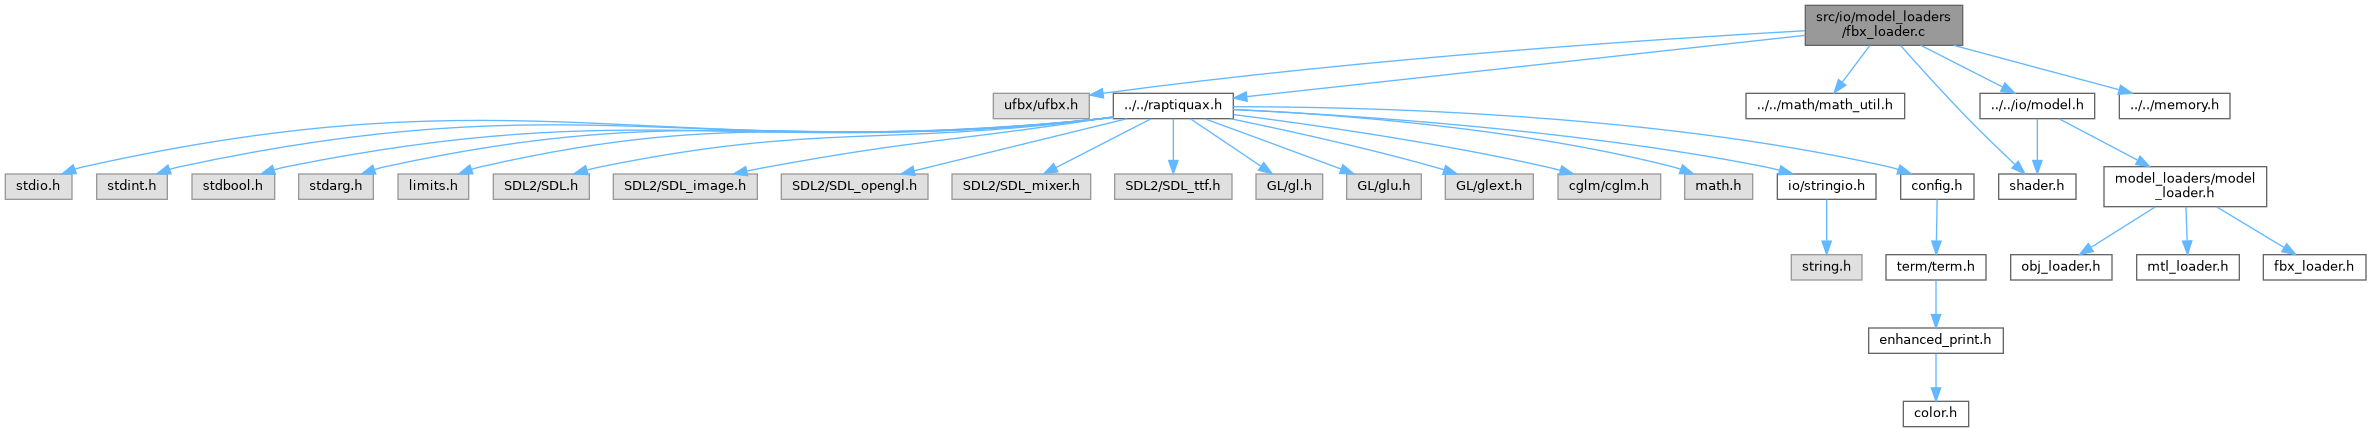 src/io/model_loaders
/fbx_loader.c
ufbx/ufbx.h
../../raptiquax.h
../../math/math_util.h
../../io/model.h
../../memory.h
stdio.h
stdint.h
stdbool.h
stdarg.h
limits.h
SDL2/SDL.h
SDL2/SDL_image.h
SDL2/SDL_opengl.h
SDL2/SDL_mixer.h
SDL2/SDL_ttf.h
GL/gl.h
GL/glu.h
GL/glext.h
cglm/cglm.h
math.h
io/stringio.h
config.h
shader.h
model_loaders/model
_loader.h
string.h
term/term.h
obj_loader.h
mtl_loader.h
fbx_loader.h
enhanced_print.h
color.h